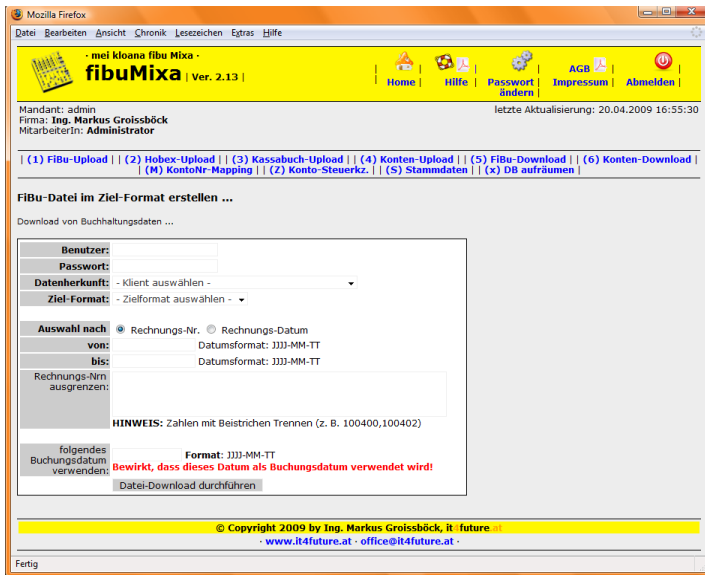 Mozilla Firefox
Datei Bearbeiten Ansicht Chronik Lesezeichen Extras Hilfe
· mei kloana fibu Mixa ·
fibuMixa | Ver. 2.13 |
| Home | Hilfe | Passwort ändern | AGB | Impressum | Abmelden |
Mandant: admin
letzte Aktualisierung: 20.04.2009 16:55:30
Firma: Ing. Markus Groissböck
MitarbeiterIn: Administrator
| (1) FiBu-Upload | | (2) Hobex-Upload | | (3) Kassabuch-Upload | | (4) Konten-Upload | | (5) FiBu-Download | | (6) Konten-Download |
| (M) KontoNr-Mapping | | (Z) Konto-Steuerkz. | | (S) Stammdaten | | (x) DB aufräumen |
FiBu-Datei im Ziel-Format erstellen ...
Download von Buchhaltungsdaten ...
Benutzer:
Passwort:
Datenherkunft: - Klient auswählen -
Ziel-Format: - Zielformat auswählen -
Auswahl nach Rechnungs-Nr. Rechnungs-Datum
von: Datumsformat: JJJJ-MM-TT
bis: Datumsformat: JJJJ-MM-TT
Rechnungs-Nrn
ausgrenzen:
HINWEIS: Zahlen mit Beistrichen Trennen (z. B. 100400,100402)
folgendes
Buchungsdatum
verwenden:
Format: JJJJ-MM-TT
Bewirkt, dass dieses Datum als Buchungsdatum verwendet wird!
Datei-Download durchführen
© Copyright 2009 by Ing. Markus Groissböck, it4future.at
· www.it4future.at · office@it4future.at ·
Fertig